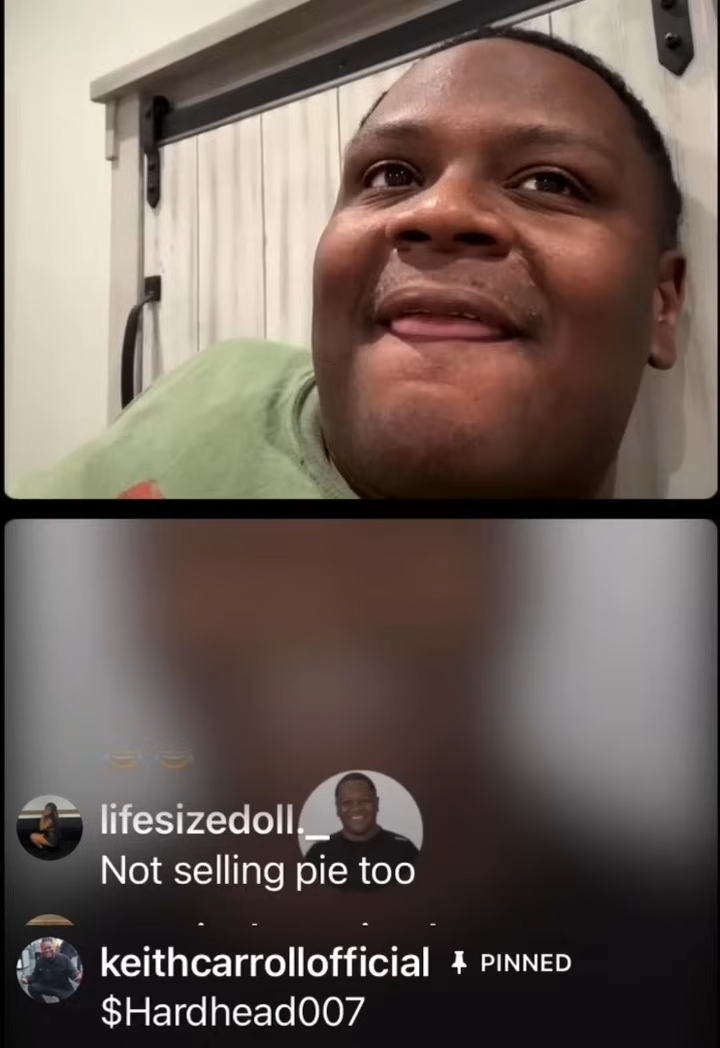 lifesizedoll._
Not selling pie too
keithcarrollofficial PINNED
$Hardhead007